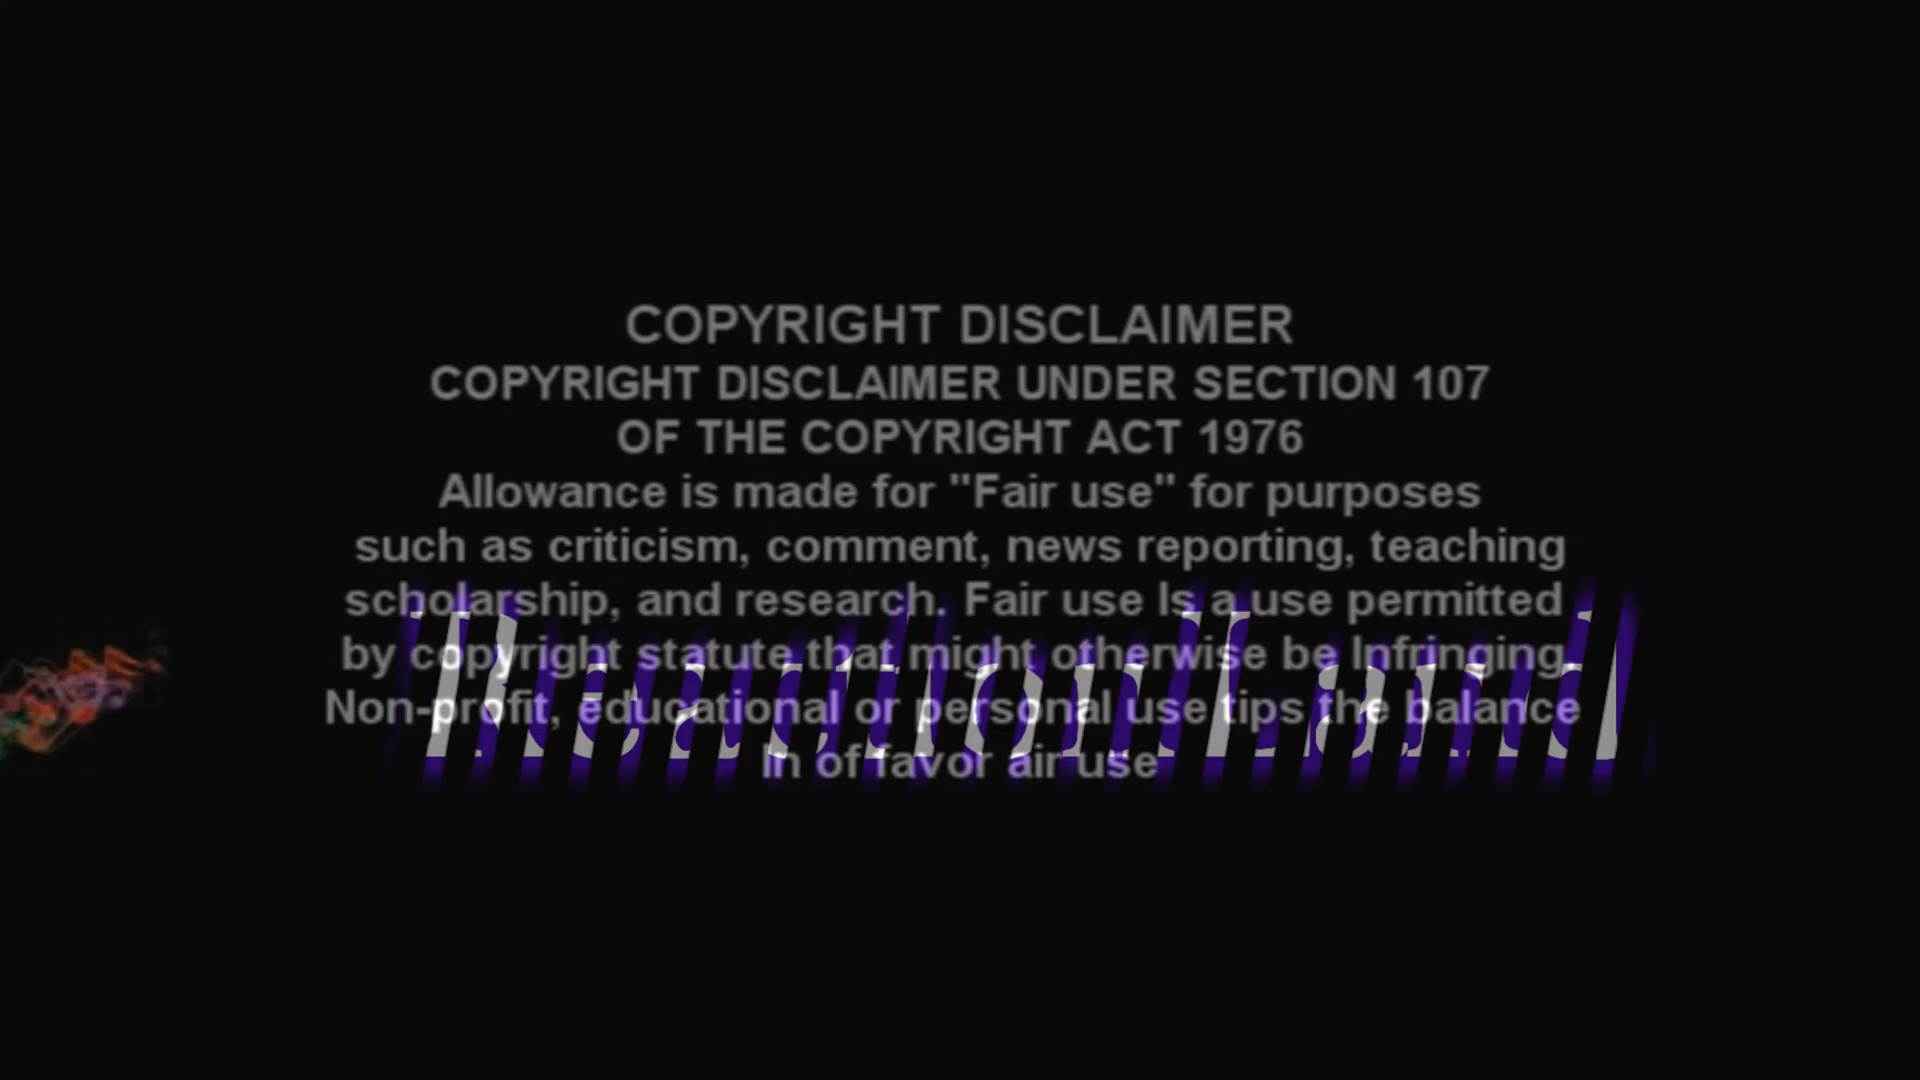 COPYRIGHT DISCLAIMER
COPYRIGHT DISCLAIMER UNDER SECTION 107
OF THE COPYRIGHT ACT 1976
Allowance is made for "Fair use" for purposes
such as criticism, comment, news reporting, teaching
scholarship, and research. Fair use Is a use permitted
by copyright statute that might otherwise be Infringing.
Non-profit, educational or personal use tips the balance
In of favor air use
Reaction Land